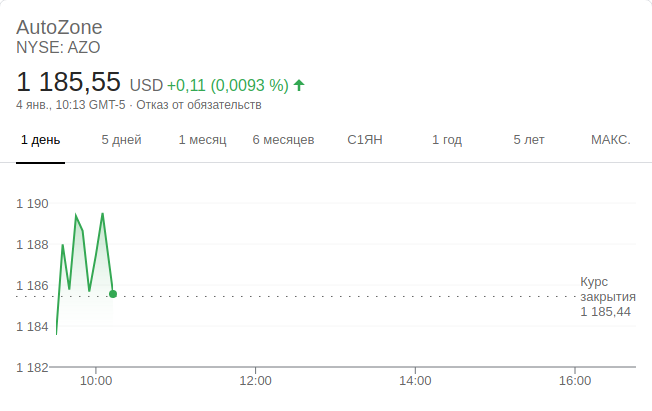 AutoZone
NYSE: AZO
1 185,55 USD +0,11 (0,0093 %)
4 янв., 10:13 GMT-5 · Отказ от обязательств
1 день 5 дней 1 месяц 6 месяцев С1ЯН 1 год 5 лет МАКС.
1 190
1 188
1 186
1 184
1 182
Курс
закрытия
1 185,44
10:00 12:00 14:00 16:00